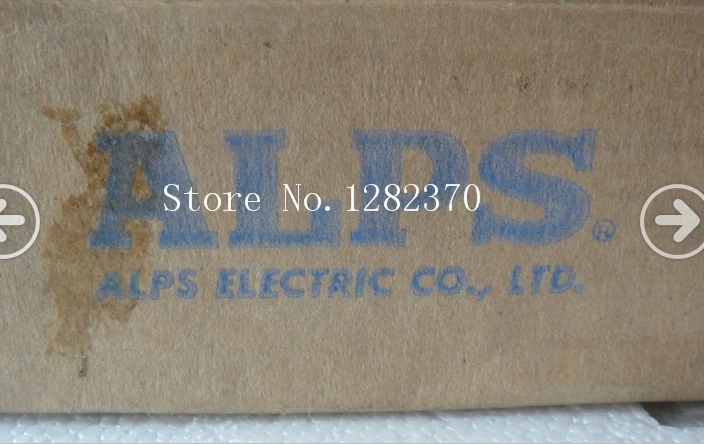 ALPS®
Store No.1282370
ALPS ELECTRIC CO., LTD.